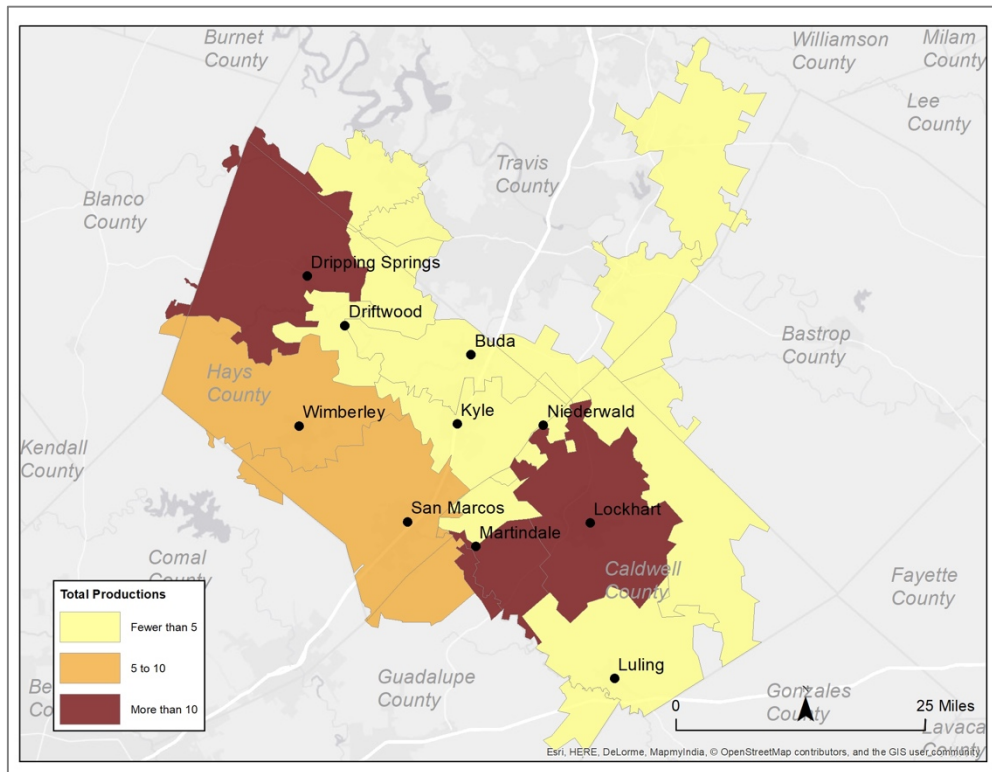 Burnet
County
Williamson
County
Milam
County
Lee
County
Travis
County
Blanco
County
Dripping Springs
Driftwood
Bastrop
County
Buda
Hays
County
Wimberley
Kyle
Niederwald
Kendall
County
San Marcos
Lockhart
Martindale
Comal
County
Caldwell
County
Fayette
County
Total Productions
Fewer than 5
5 to 10
More than 10
Luling
Guadalupe
County
Gonzales
County
Lavaca
County
Be
Co
N
0
25 Miles
Esri, HERE, DeLorme, MapmyIndia, © OpenStreetMap contributors, and the GIS user community